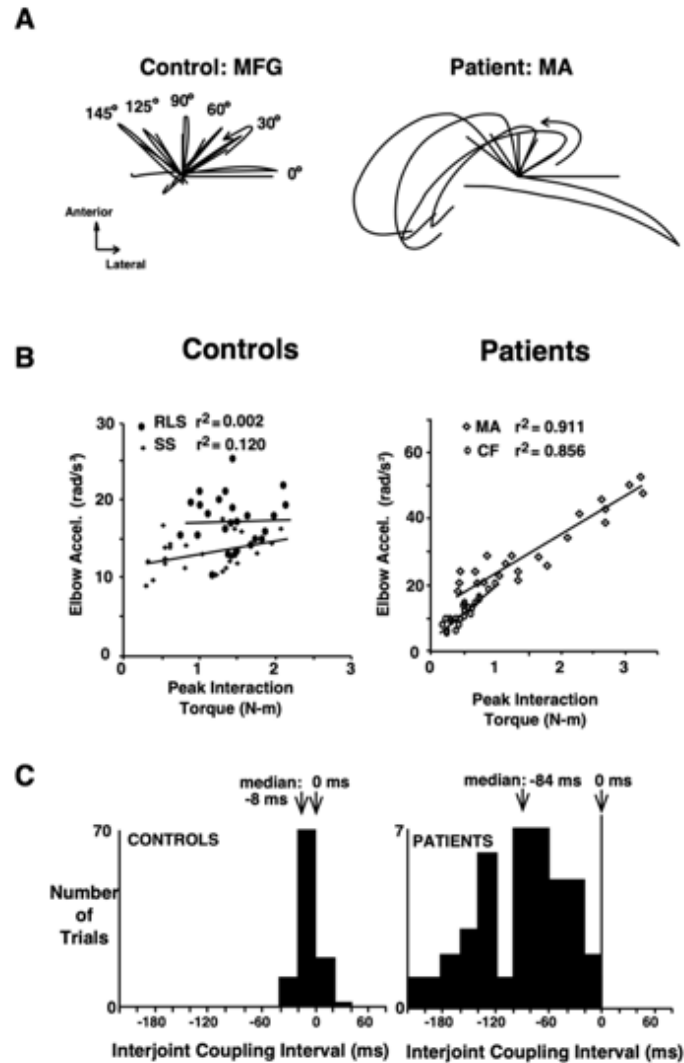 A
Control: MFG
Patient: MA
145° 125° 90° 60° 30° 0°
Anterior
Lateral
B
Controls
Patients
RLS r² = 0.002
SS r² = 0.120
Elbow Accel. (rad/s²)
30
20
10
0
0 1 2 3
Peak Interaction
Torque (N-m)
MA r² = 0.911
CF r² = 0.856
Elbow Accel. (rad/s²)
60
40
20
0
0 1 2 3
Peak Interaction
Torque (N-m)
C
median: 0 ms
-8 ms
70
CONTROLS
Number
of
Trials
0
-180 -120 -60 0 60
Interjoint Coupling Interval (ms)
median: -84 ms 0 ms
7
PATIENTS
0
-180 -120 -60 0 60
Interjoint Coupling Interval (ms)